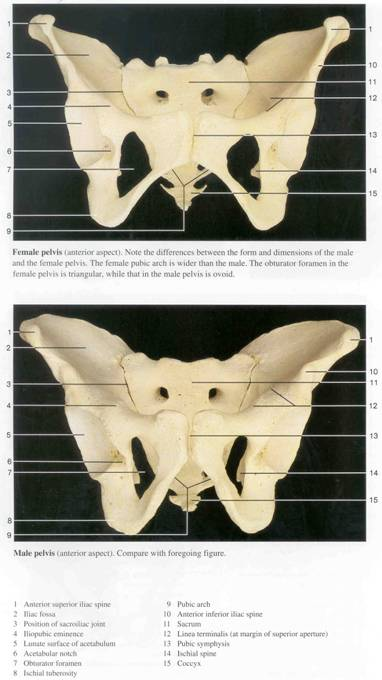 1
2
3
4
5
6
7
8
9
1
10
11
12
13
14
15
Female pelvis (anterior aspect). Note the differences between the form and dimensions of the male
and the female pelvis. The female pubic arch is wider than the male. The obturator foramen in the
female pelvis is triangular, while that in the male pelvis is ovoid.
1
2
3
4
5
6
7
8
9
1
10
11
12
13
14
15
Male pelvis (anterior aspect). Compare with foregoing figure.
1 Anterior superior iliac spine
2 Iliac fossa
3 Position of sacroiliac joint
4 Iliopubic eminence
5 Lunate surface of acetabulum
6 Acetabular notch
7 Obturator foramen
8 Ischial tuberosity
9 Pubic arch
10 Anterior inferior iliac spine
11 Sacrum
12 Linea terminalis (at margin of superior aperture)
13 Pubic symphysis
14 Ischial spine
15 Coccyx